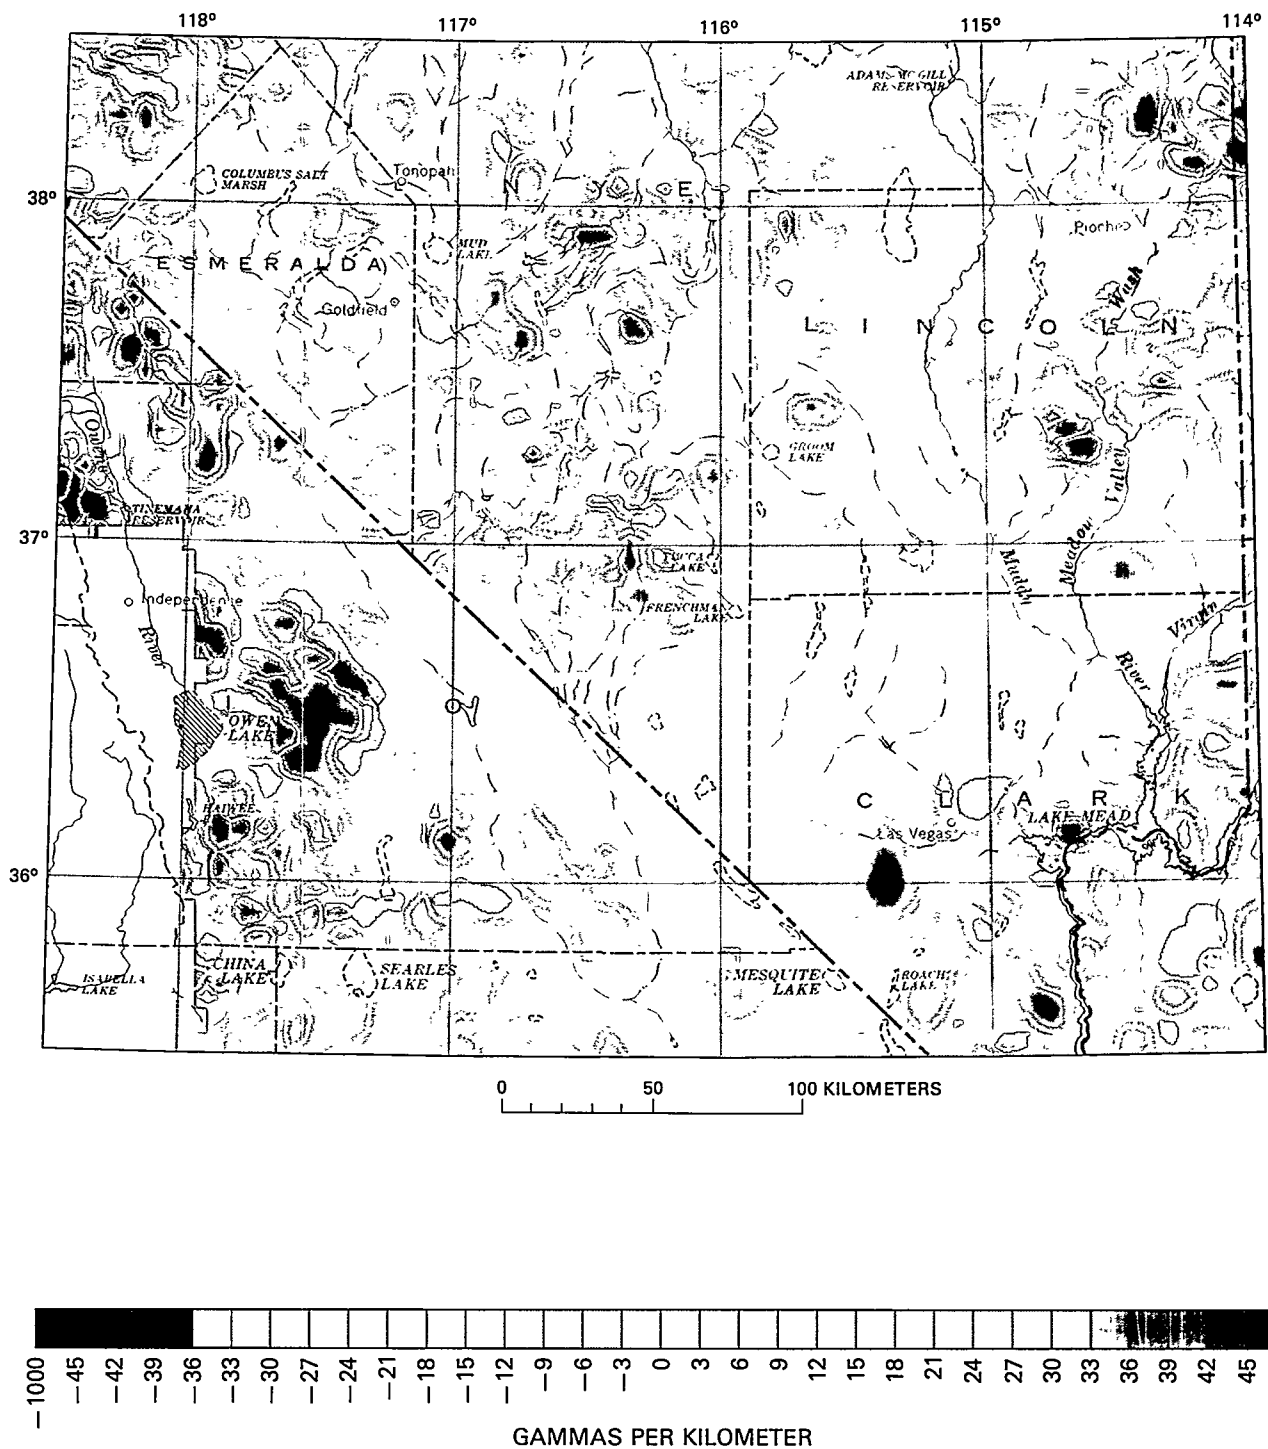 118° 117° 116° 115° 114°
ADAMS-MCGILL
RESERVOIR
COLUMBUS SALT
MARSH
Tonopah
N Y E
38°
Pioche
MUD
LAKE
ESMERALDA
Wash
Goldfield
L I N C O L N
Owens
GROOM
LAKE
Valley
TINEMAHA
RESERVOIR
37°
Meadow
Muddy
YUCCA
LAKE
Independence
FRENCHMAN
LAKE
Virgin
River
River
I N Y O
OWENS
LAKE
C L A R K
HAIWEE
LAKE MEAD
Las Vegas
36°
CHINA
LAKE
SEARLES
LAKE
MESQUITE
LAKE
ROACH
LAKE
ISABELLA
LAKE
0 50 100 KILOMETERS
-1000 -45 -42 -39 -36 -33 -30 -27 -24 -21 -18 -15 -12 -9 -6 -3 0 3 6 9 12 15 18 21 24 27 30 33 36 39 42 45
GAMMAS PER KILOMETER